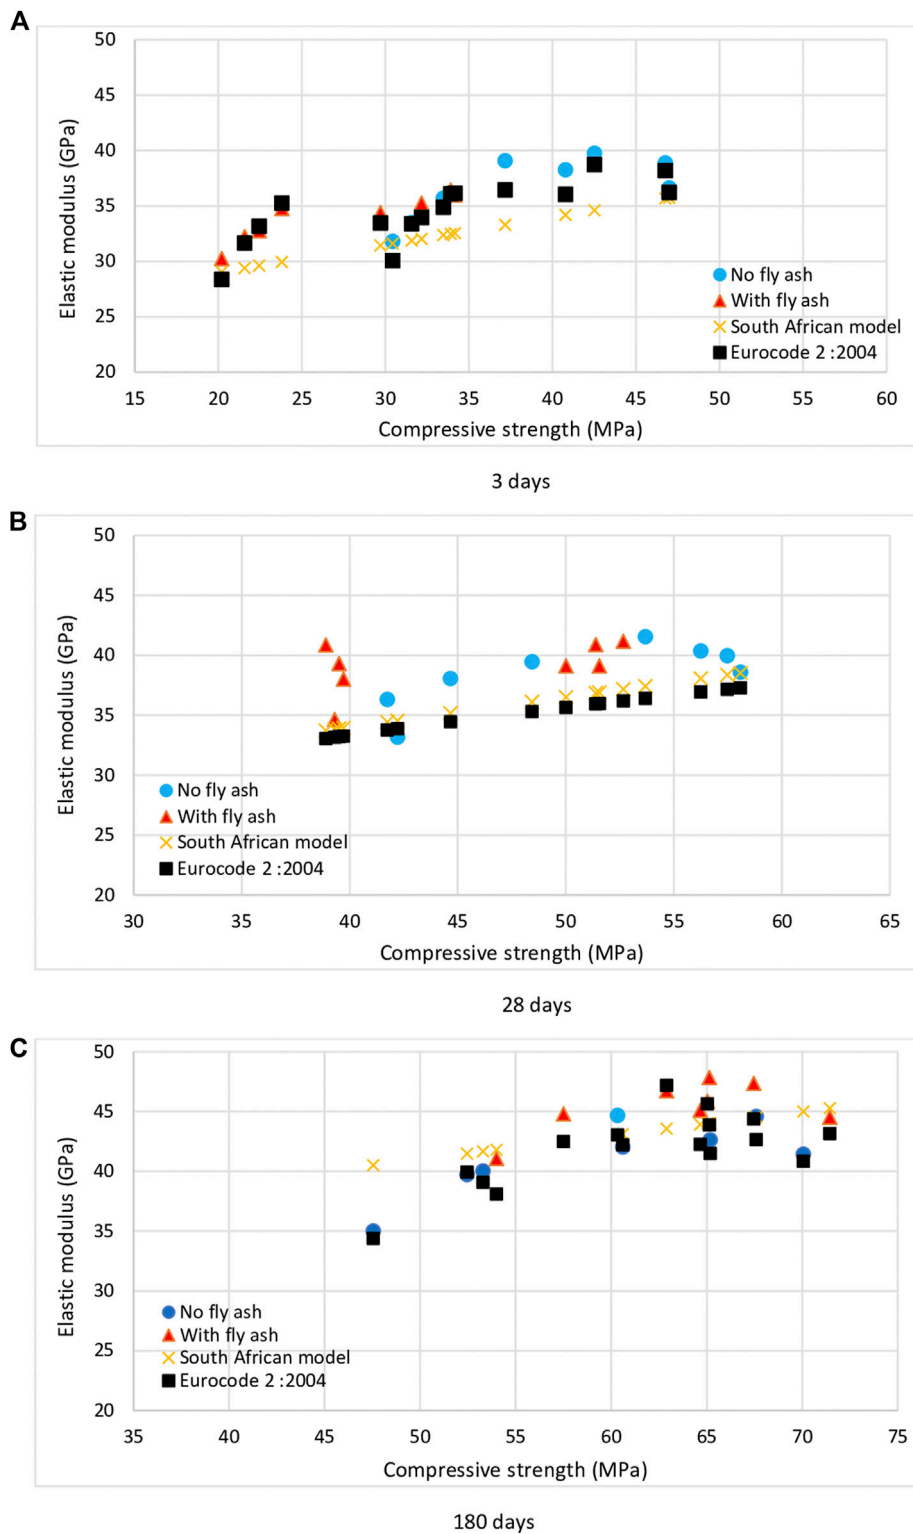 A
50
45
40
35
30
25
20
Elastic modulus (GPa)
No fly ash
With fly ash
South African model
Eurocode 2 :2004
15 20 25 30 35 40 45 50 55 60
Compressive strength (MPa)
3 days
B
50
45
40
35
30
25
20
Elastic modulus (GPa)
No fly ash
With fly ash
South African model
Eurocode 2 :2004
30 35 40 45 50 55 60 65
Compressive strength (MPa)
28 days
C
50
45
40
35
30
25
20
Elastic modulus (GPa)
No fly ash
With fly ash
South African model
Eurocode 2 :2004
35 40 45 50 55 60 65 70 75
Compressive strength (MPa)
180 days